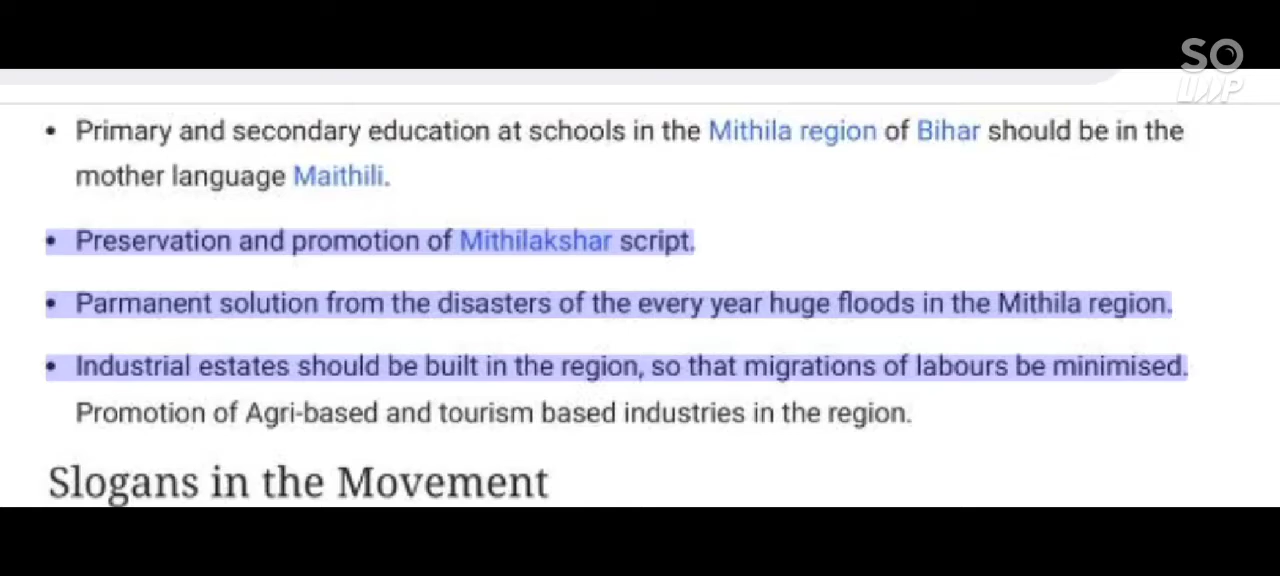 SO
• Primary and secondary education at schools in the Mithila region of Bihar should be in the
mother language Maithili.
• Preservation and promotion of Mithilakshar script.
• Parmanent solution from the disasters of the every year huge floods in the Mithila region.
• Industrial estates should be built in the region, so that migrations of labours be minimised.
Promotion of Agri-based and tourism based industries in the region.
Slogans in the Movement